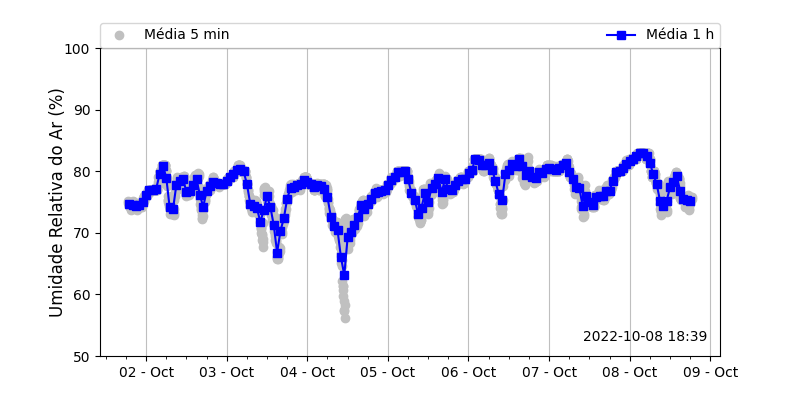 Média 5 min
Média 1 h
Umidade Relativa do Ar (%)
100
90
80
70
60
50
2022-10-08 18:39
02 - Oct
03 - Oct
04 - Oct
05 - Oct
06 - Oct
07 - Oct
08 - Oct
09 - Oct